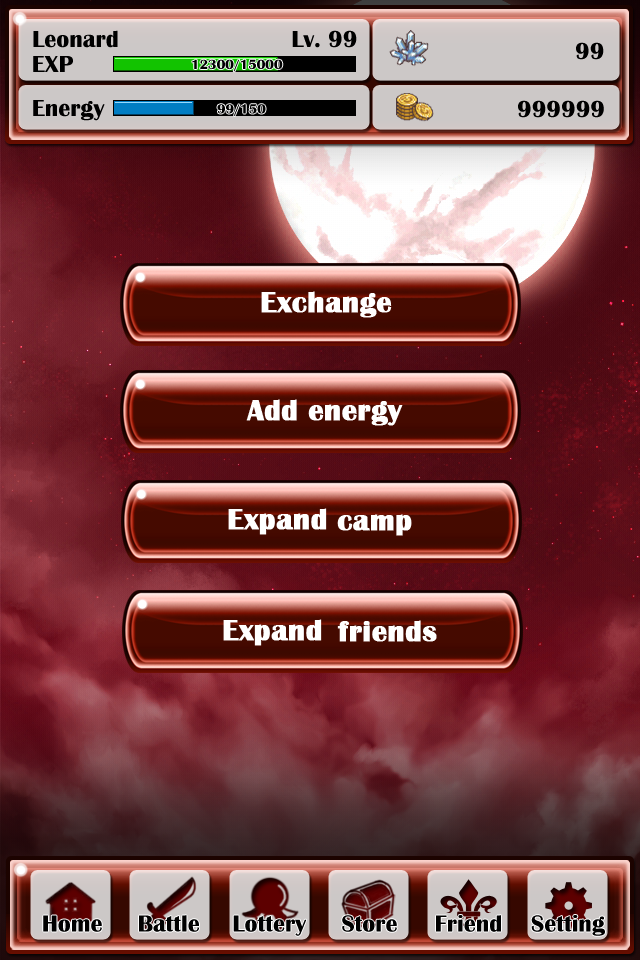 Leonard Lv. 99
EXP 12300/15000
99
Energy 99/150
999999
Exchange
Add energy
Expand camp
Expand friends
Home Battle Lottery Store Friend Setting